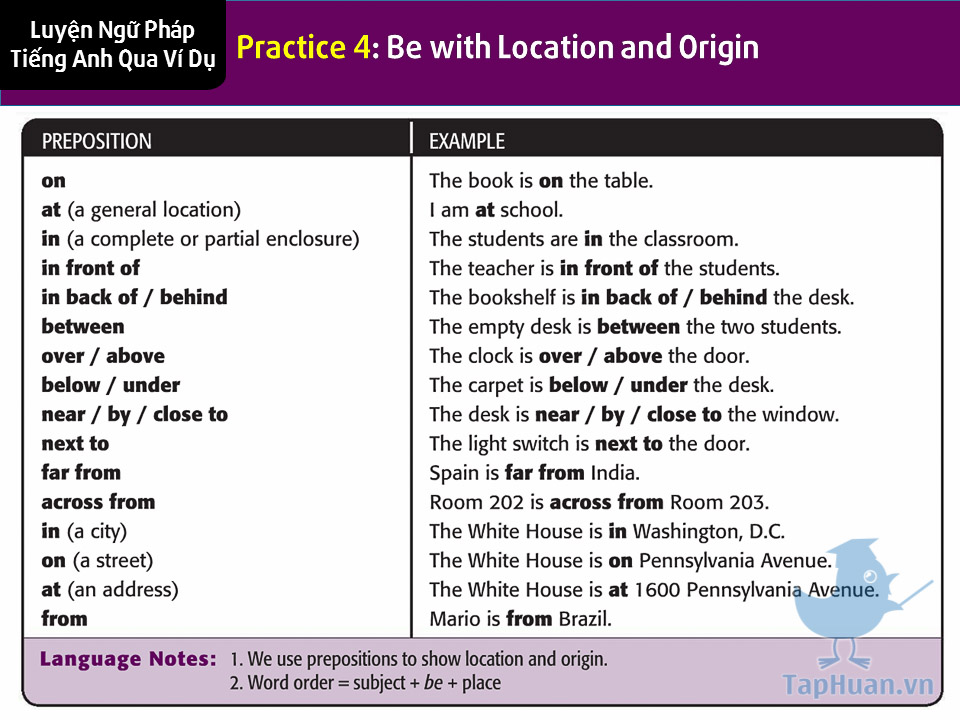 Luyện Ngữ Pháp
Tiếng Anh Qua Ví Dụ
Practice 4: Be with Location and Origin
PREPOSITION EXAMPLE
on The book is on the table.
at (a general location) I am at school.
in (a complete or partial enclosure) The students are in the classroom.
in front of The teacher is in front of the students.
in back of / behind The bookshelf is in back of / behind the desk.
between The empty desk is between the two students.
over / above The clock is over / above the door.
below / under The carpet is below / under the desk.
near / by / close to The desk is near / by / close to the window.
next to The light switch is next to the door.
far from Spain is far from India.
across from Room 202 is across from Room 203.
in (a city) The White House is in Washington, D.C.
on (a street) The White House is on Pennsylvania Avenue.
at (an address) The White House is at 1600 Pennsylvania Avenue.
from Mario is from Brazil.
Language Notes: 1. We use prepositions to show location and origin.
2. Word order = subject + be + place
TapHuan.vn